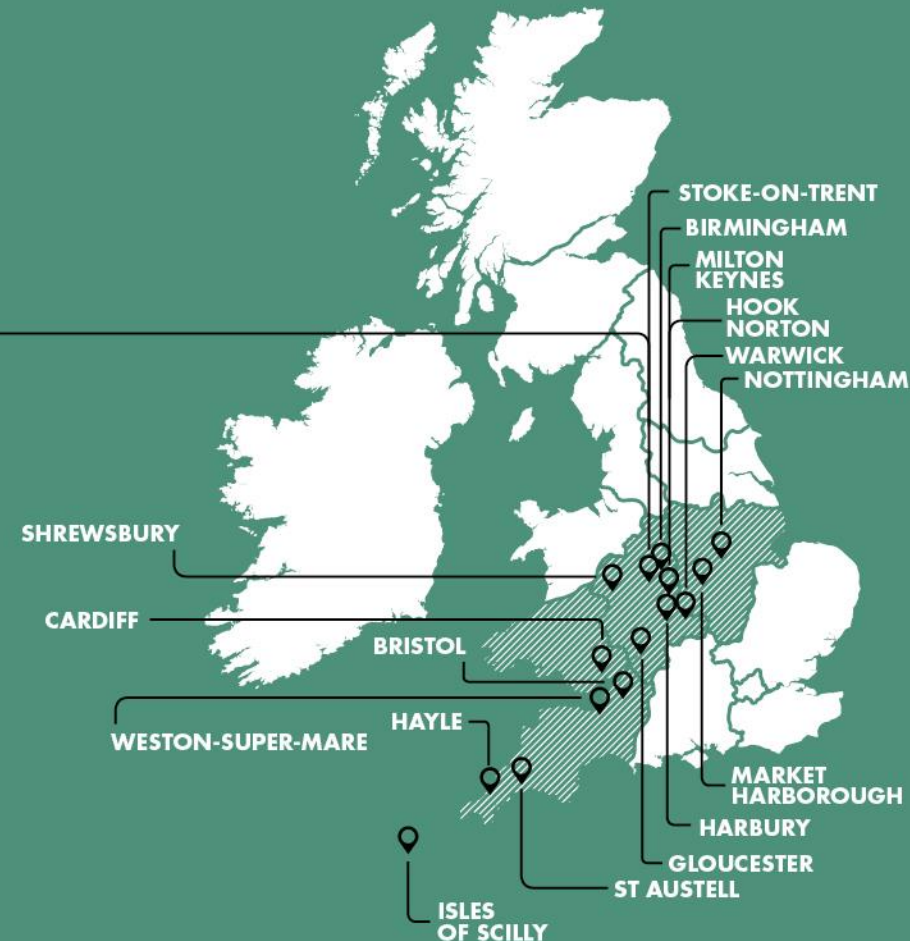 STOKE-ON-TRENT
BIRMINGHAM
MILTON
KEYNES
HOOK
NORTON
WARWICK
NOTTINGHAM
SHREWSBURY
CARDIFF
BRISTOL
HAYLE
WESTON-SUPER-MARE
MARKET
HARBOROUGH
HARBURY
GLOUCESTER
ST AUSTELL
ISLES
OF SCILLY